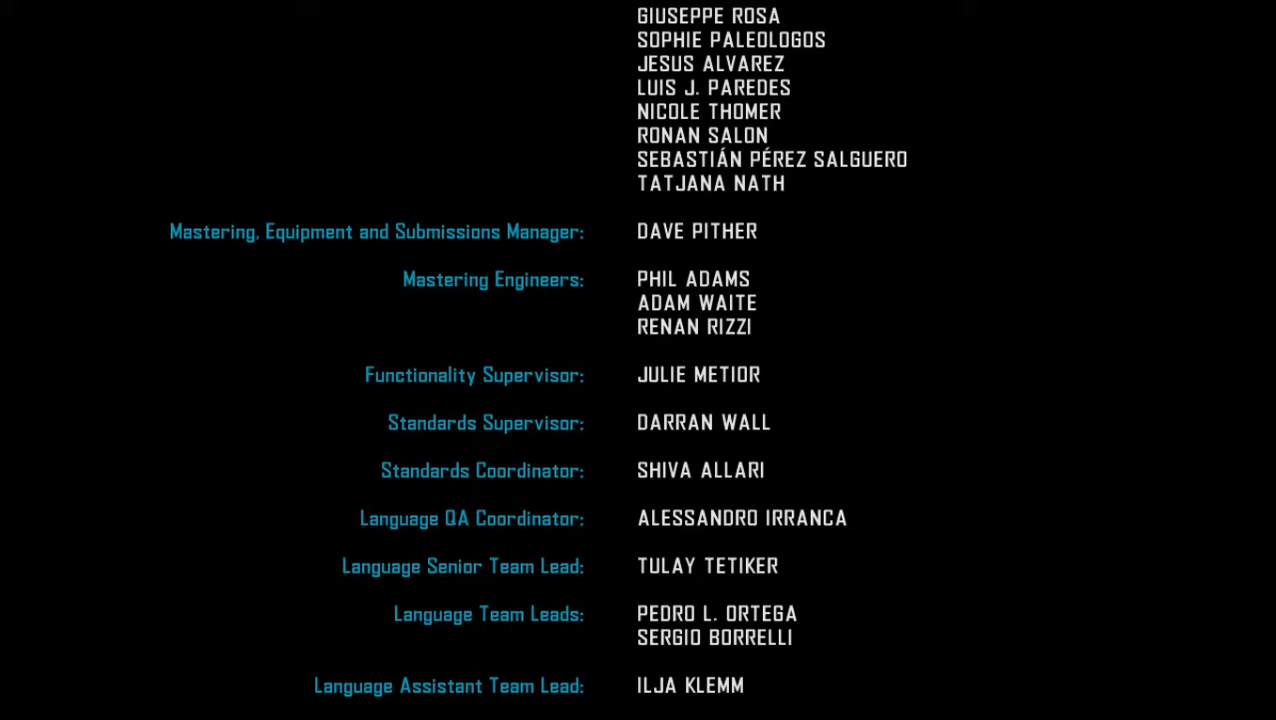 GIUSEPPE ROSA
SOPHIE PALEOLOGOS
JESUS ALVAREZ
LUIS J. PAREDES
NICOLE THOMER
RONAN SALON
SEBASTIÁN PÉREZ SALGUERO
TATJANA NATH
Mastering, Equipment and Submissions Manager: DAVE PITHER
Mastering Engineers: PHIL ADAMS
ADAM WAITE
RENAN RIZZI
Functionality Supervisor: JULIE METIOR
Standards Supervisor: DARRAN WALL
Standards Coordinator: SHIVA ALLARI
Language QA Coordinator: ALESSANDRO IRRANCA
Language Senior Team Lead: TULAY TETIKER
Language Team Leads: PEDRO L. ORTEGA
SERGIO BORRELLI
Language Assistant Team Lead: ILJA KLEMM